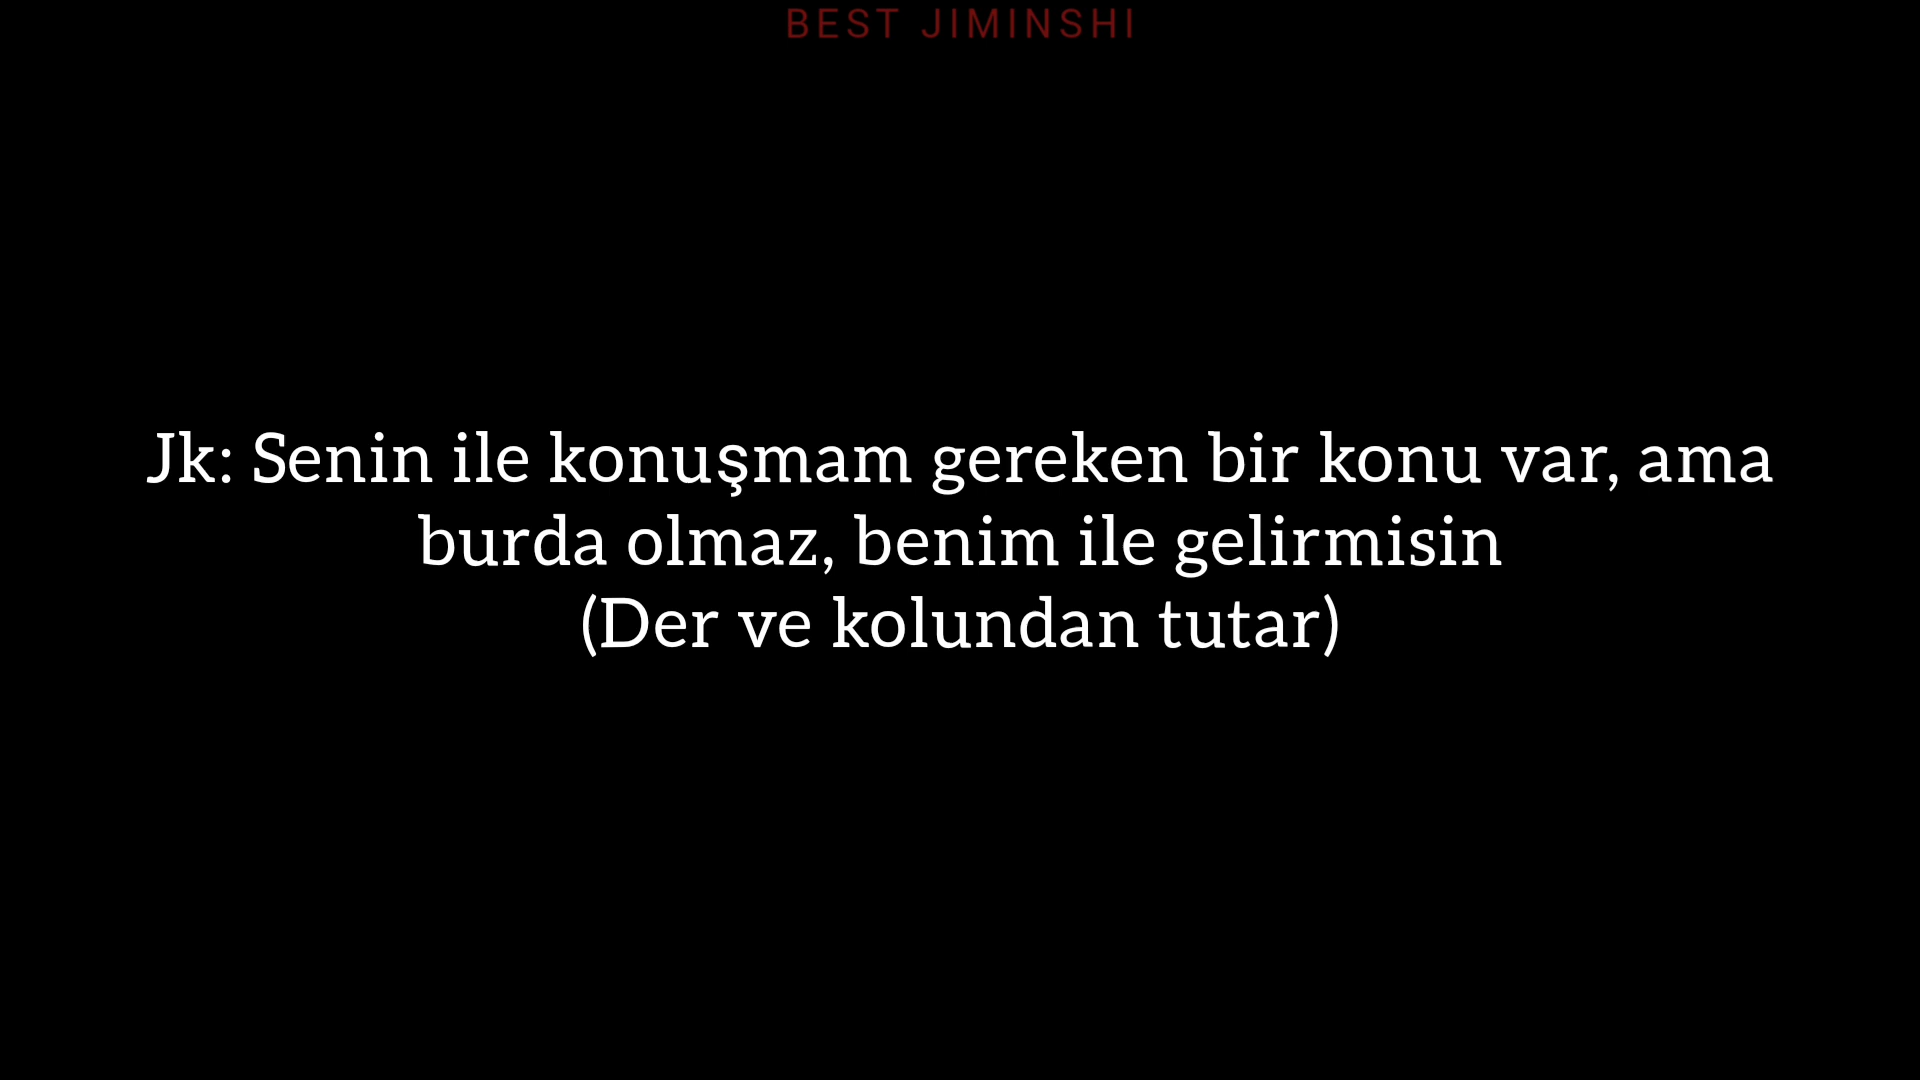 BEST JIMINSHI
Jk: Senin ile konuşmam gereken bir konu var, ama
burda olmaz, benim ile gelirmisin
(Der ve kolundan tutar)